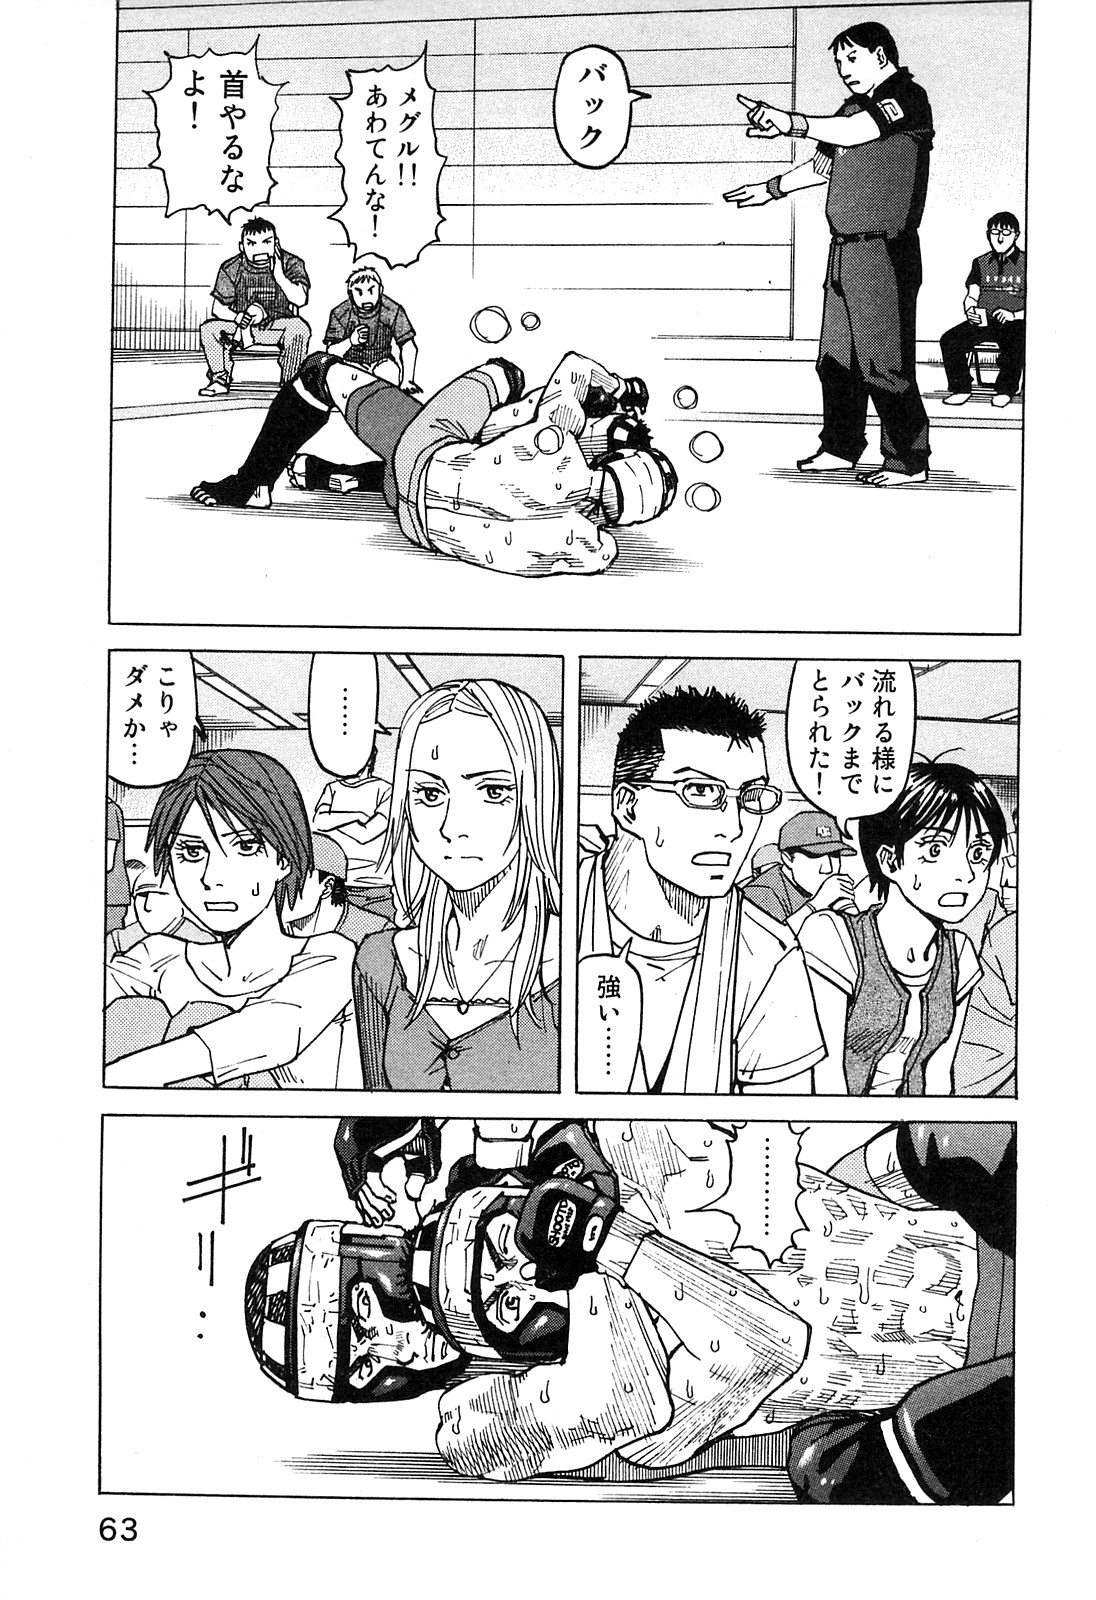 バック
メグル!!
あわてんな!
首やるな
よ!
流れる様に
バックまで
とられた!
強い……
……
こりゃ
ダメか…
………
ギ
SHOOTO
63